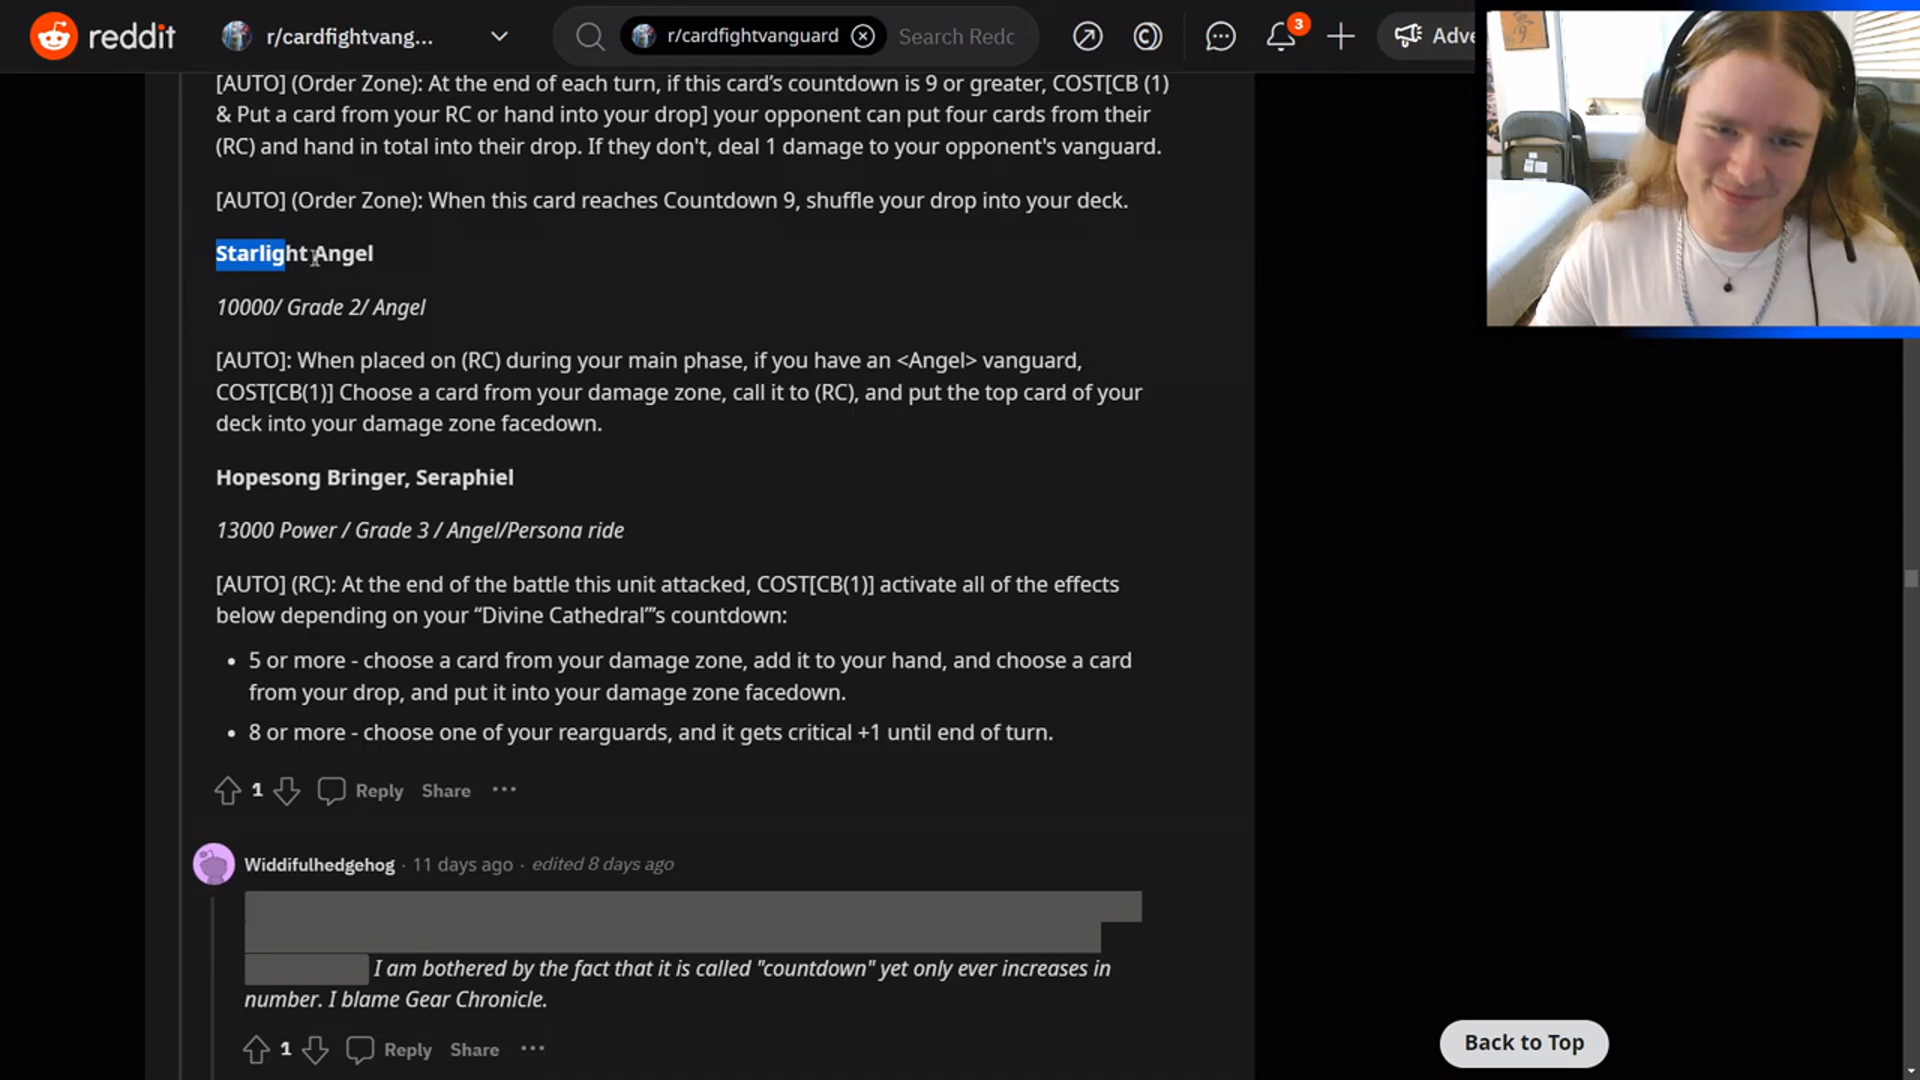 reddit
r/cardfightvang...
r/cardfightvanguard
Search Redc
3
Adve
[AUTO] (Order Zone): At the end of each turn, if this card’s countdown is 9 or greater, COST[CB (1)
& Put a card from your RC or hand into your drop] your opponent can put four cards from their
(RC) and hand in total into their drop. If they don't, deal 1 damage to your opponent's vanguard.
[AUTO] (Order Zone): When this card reaches Countdown 9, shuffle your drop into your deck.
Starlight Angel
10000/ Grade 2/ Angel
[AUTO]: When placed on (RC) during your main phase, if you have an <Angel> vanguard,
COST[CB(1)] Choose a card from your damage zone, call it to (RC), and put the top card of your
deck into your damage zone facedown.
Hopesong Bringer, Seraphiel
13000 Power / Grade 3 / Angel/Persona ride
[AUTO] (RC): At the end of the battle this unit attacked, COST[CB(1)] activate all of the effects
below depending on your “Divine Cathedral”’s countdown:
• 5 or more - choose a card from your damage zone, add it to your hand, and choose a card
from your drop, and put it into your damage zone facedown.
• 8 or more - choose one of your rearguards, and it gets critical +1 until end of turn.
1 Reply Share ...
Widdifulhedgehog · 11 days ago · edited 8 days ago
I am bothered by the fact that it is called "countdown" yet only ever increases in
number. I blame Gear Chronicle.
1 Reply Share ...
Back to Top